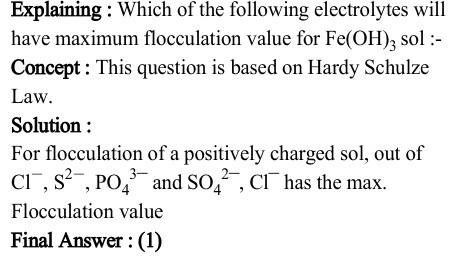 Explaining : Which of the following electrolytes will
have maximum flocculation value for Fe(OH)₃ sol :-
Concept : This question is based on Hardy Schulze
Law.
Solution :
For flocculation of a positively charged sol, out of
Cl⁻, S²⁻, PO₄³⁻ and SO₄²⁻, Cl⁻ has the max.
Flocculation value
Final Answer : (1)